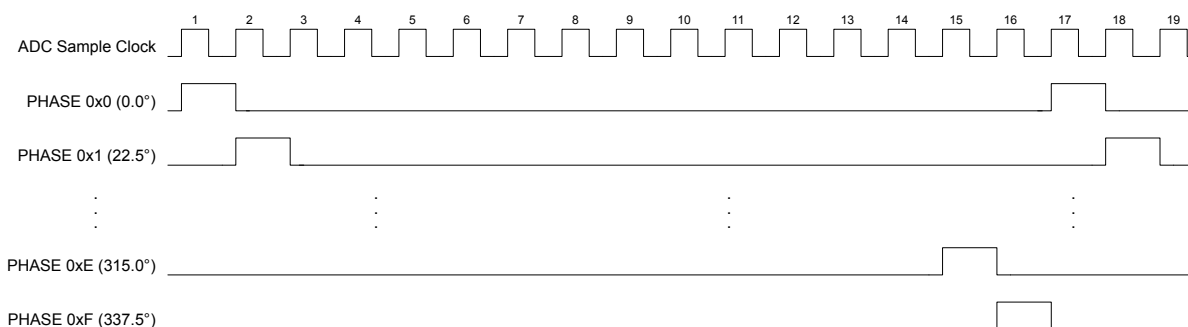 1 2 3 4 5 6 7 8 9 10 11 12 13 14 15 16 17 18 19
ADC Sample Clock
PHASE 0x0 (0.0°)
PHASE 0x1 (22.5°)
PHASE 0xE (315.0°)
PHASE 0xF (337.5°)